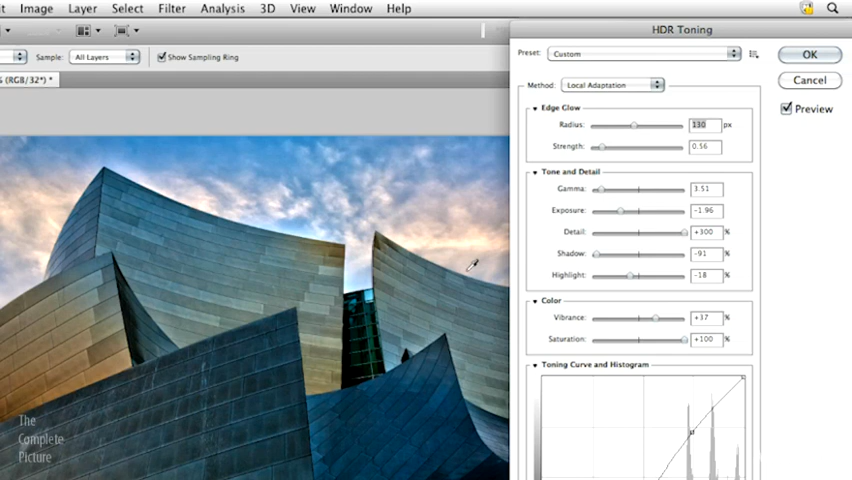 Image Layer Select Filter Analysis 3D View Window Help
Sample: All Layers Show Sampling Ring
(RGB/32*) *
HDR Toning
Preset: Custom
OK
Method: Local Adaptation
Cancel
Edge Glow
Preview
Radius: 130 px
Strength: 0.56
Tone and Detail
Gamma: 3.51
Exposure: -1.96
Detail: +300 %
Shadow: -91 %
Highlight: -18 %
Color
Vibrance: +37 %
Saturation: +100 %
Toning Curve and Histogram
The
Complete
Picture